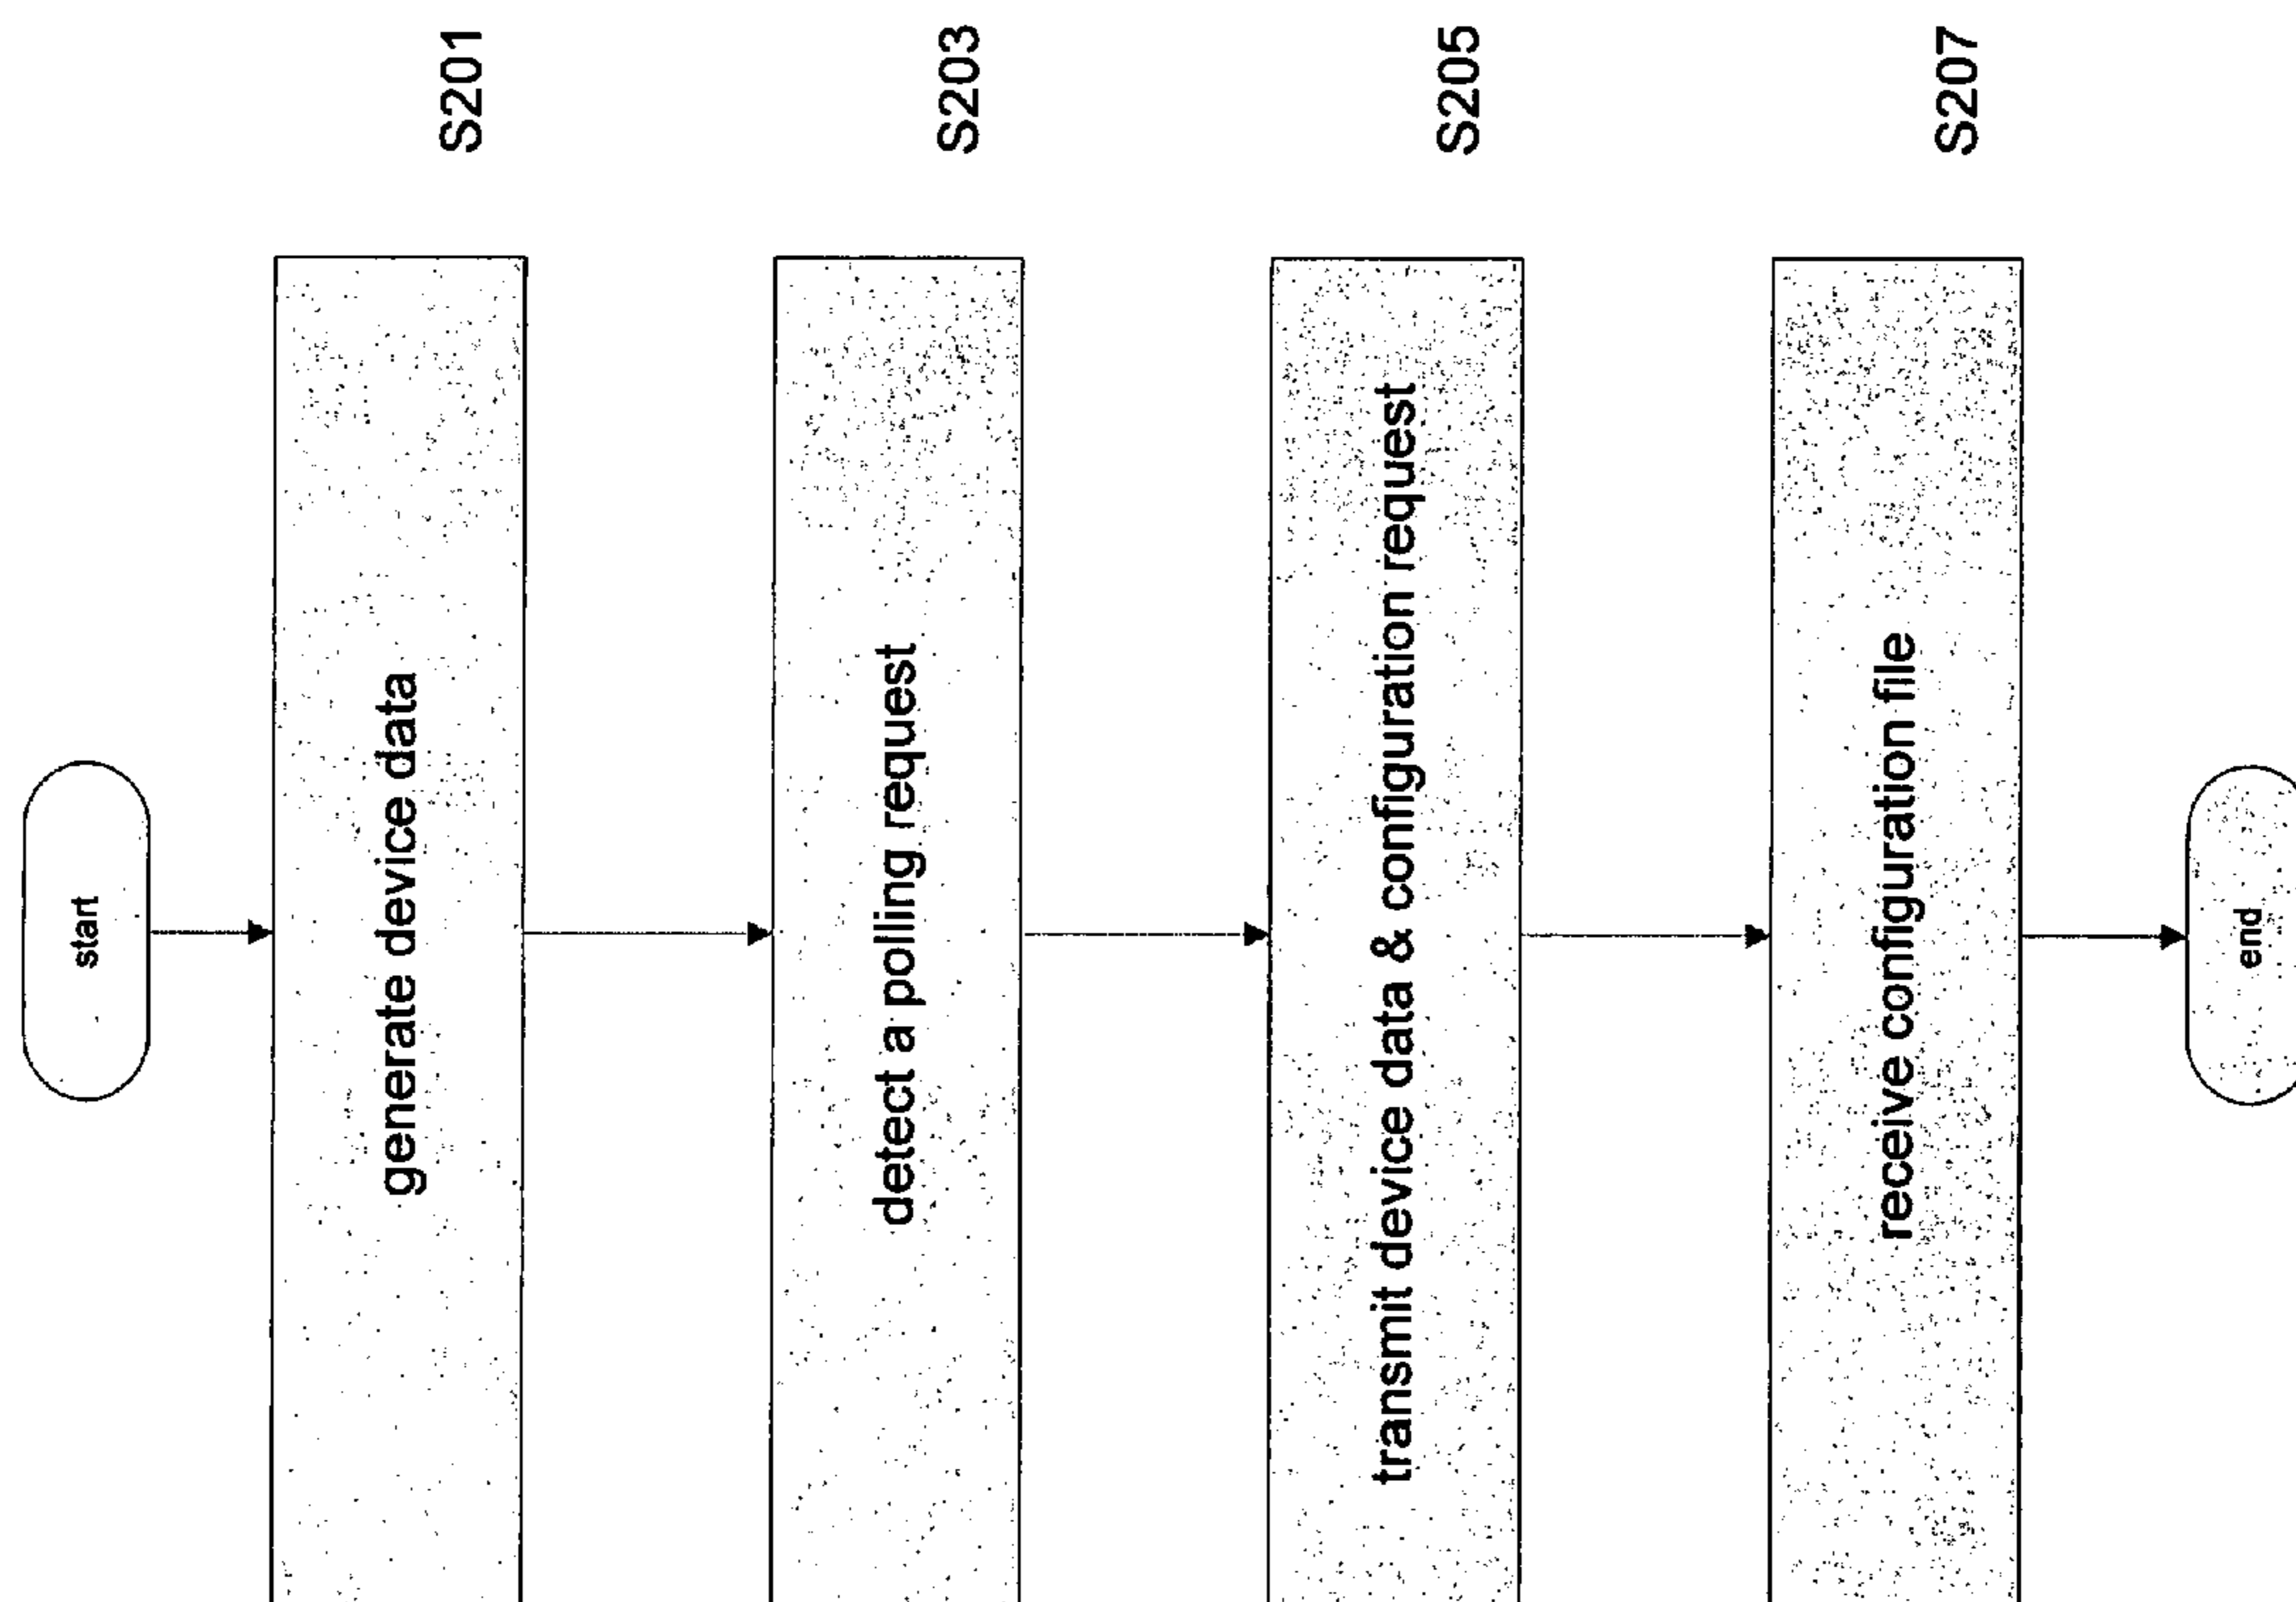 start
generate device data
S201
detect a polling request
S203
transmit device data & configuration request
S205
receive configuration file
S207
end